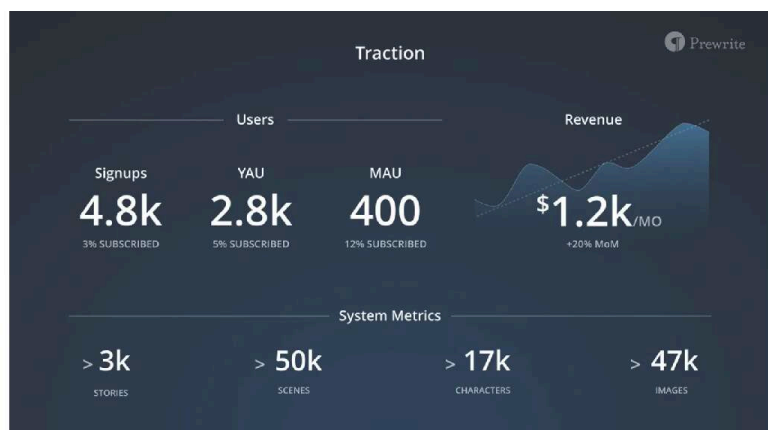 Traction
Prewrite
Users
Revenue
Signups YAU MAU
4.8k 2.8k 400
$1.2k/MO
3% SUBSCRIBED 5% SUBSCRIBED 12% SUBSCRIBED
+20% MoM
System Metrics
> 3k > 50k > 17k > 47k
STORIES SCENES CHARACTERS IMAGES